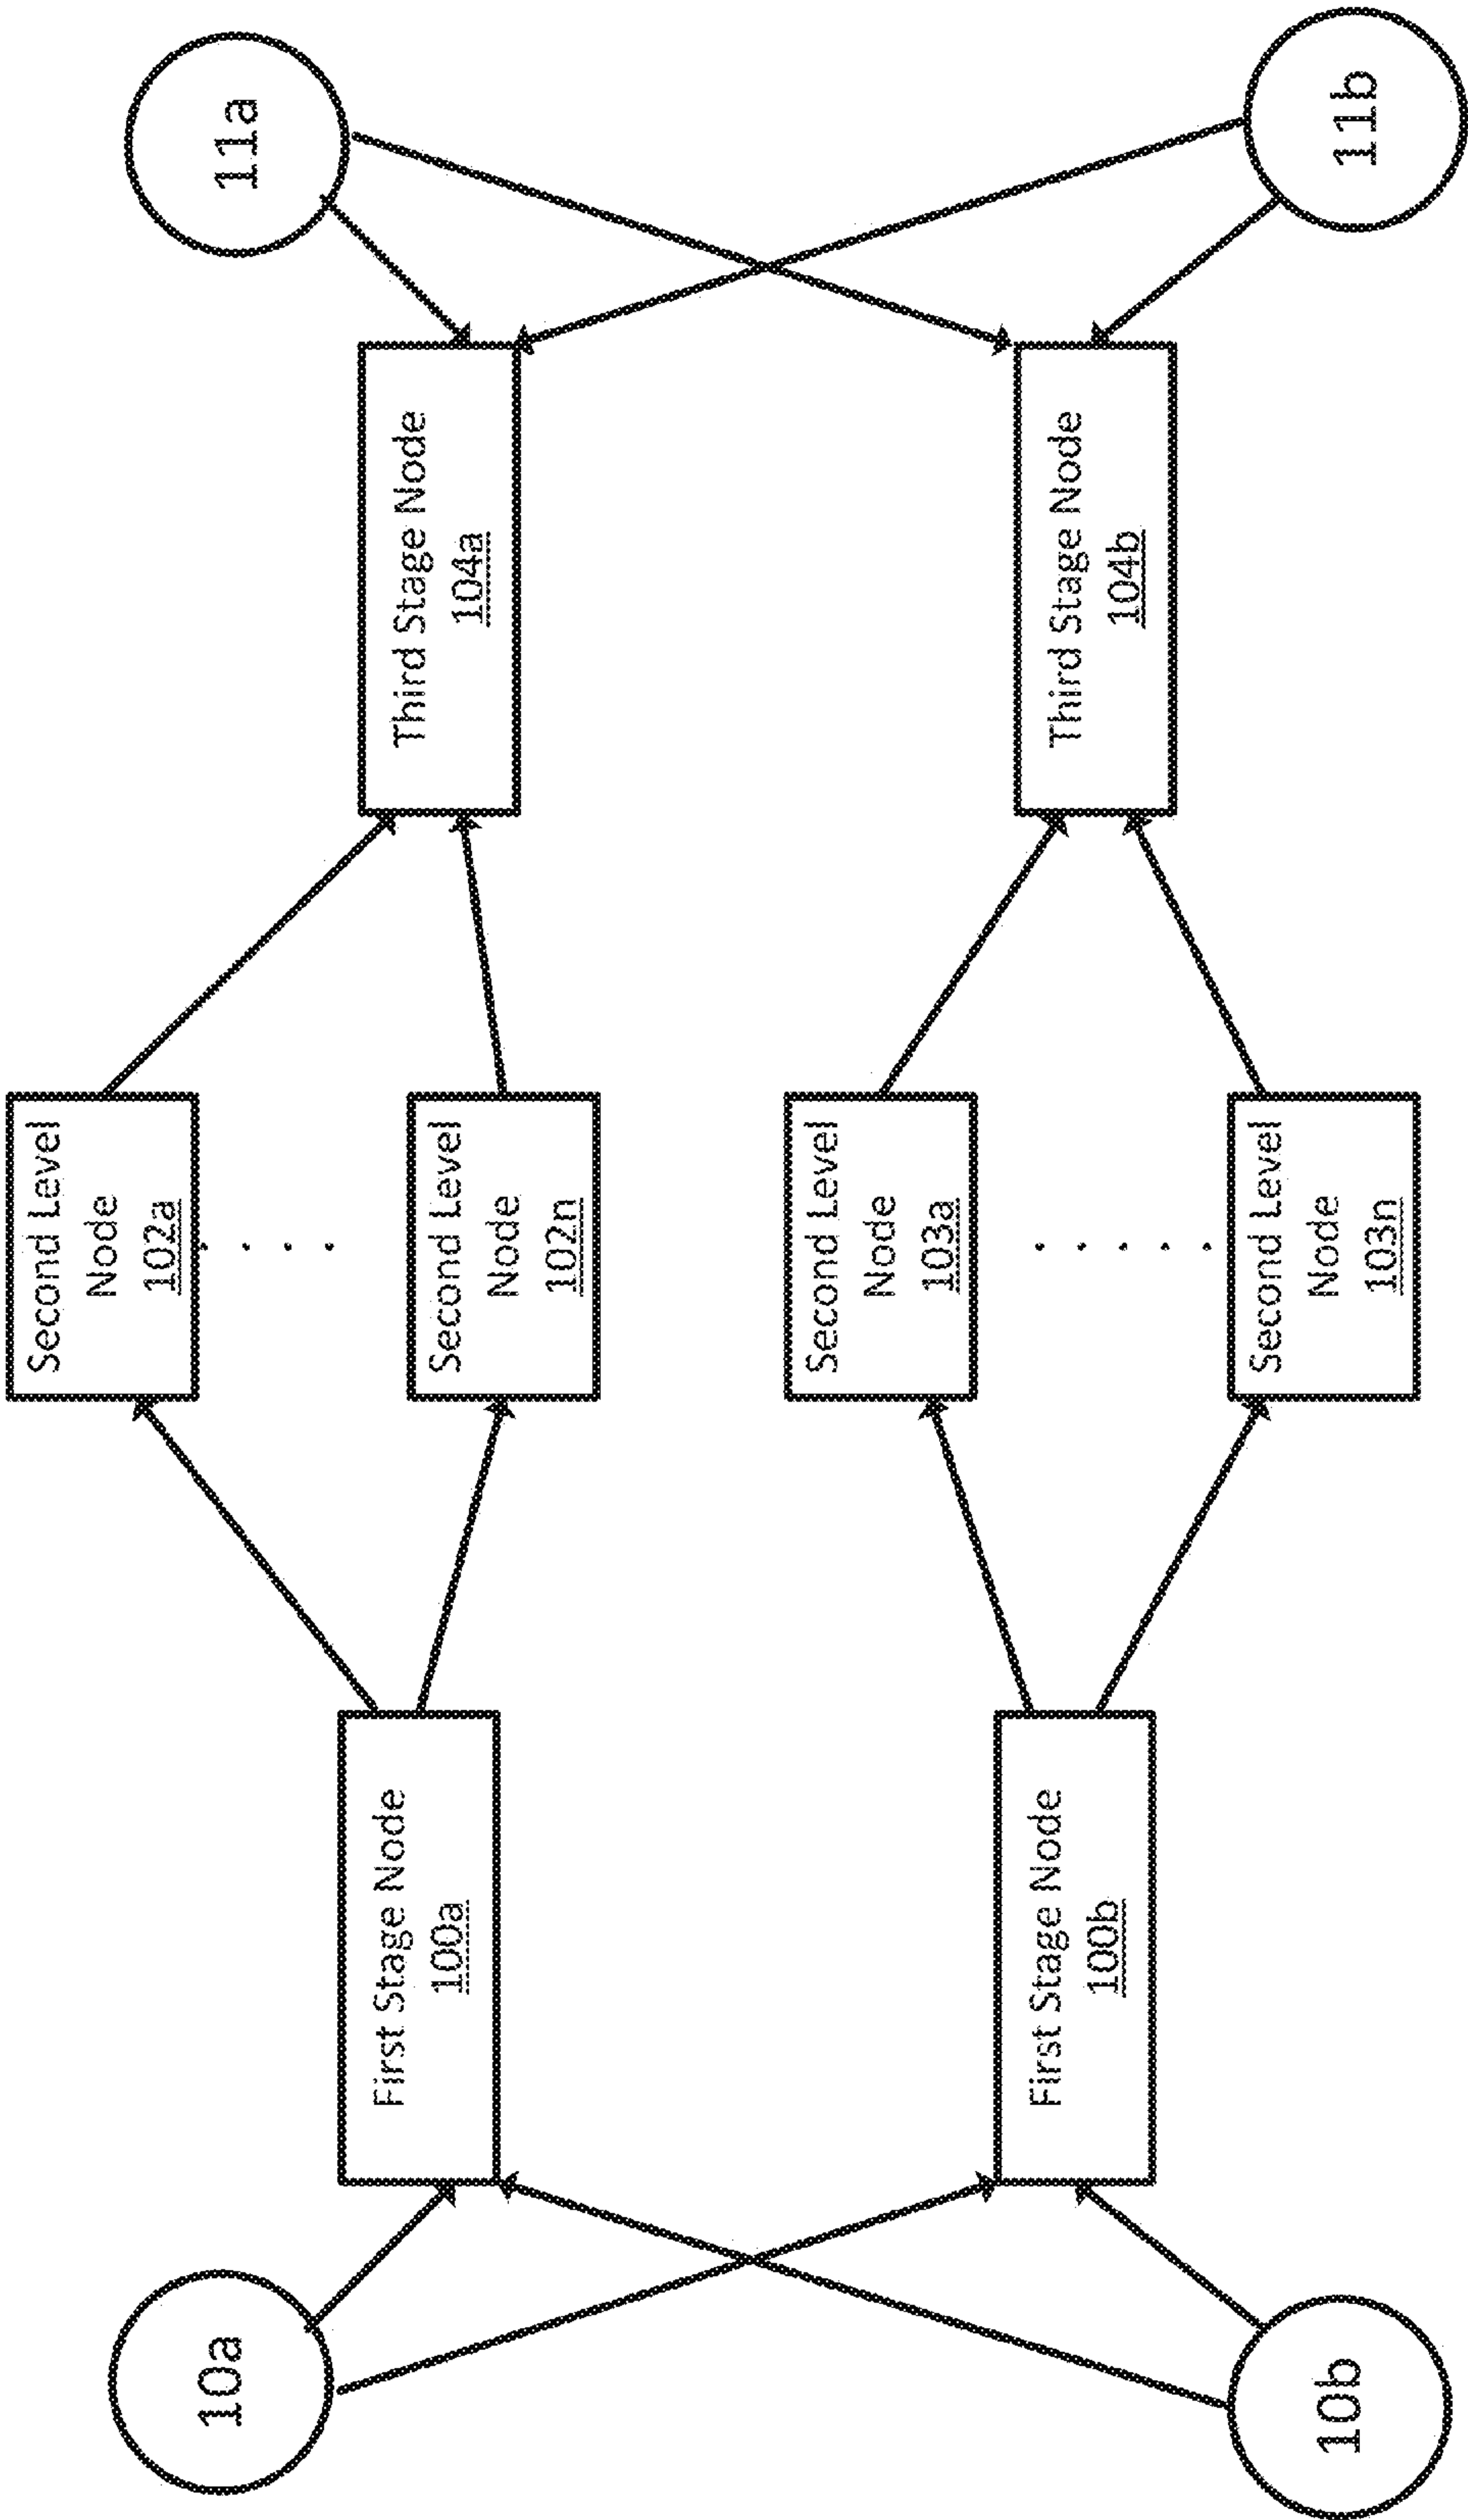 10a
10b
First Stage Node
100a
First Stage Node
100b
Second Level
Node
102a
Second Level
Node
102n
Second Level
Node
103a
Second Level
Node
103n
Third Stage Node
104a
Third Stage Node
104b
11a
11b